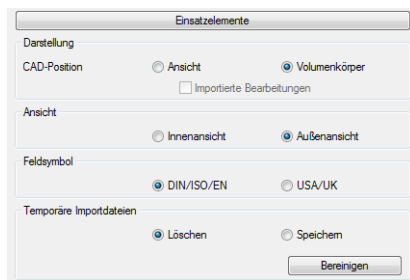 Einsatzelemente
Darstellung
CAD-Position Ansicht Volumenkörper
Importierte Bearbeitungen
Ansicht
Innenansicht Außenansicht
Feldsymbol
DIN/ISO/EN USA/UK
Temporäre Importdateien
Löschen Speichern
Bereinigen